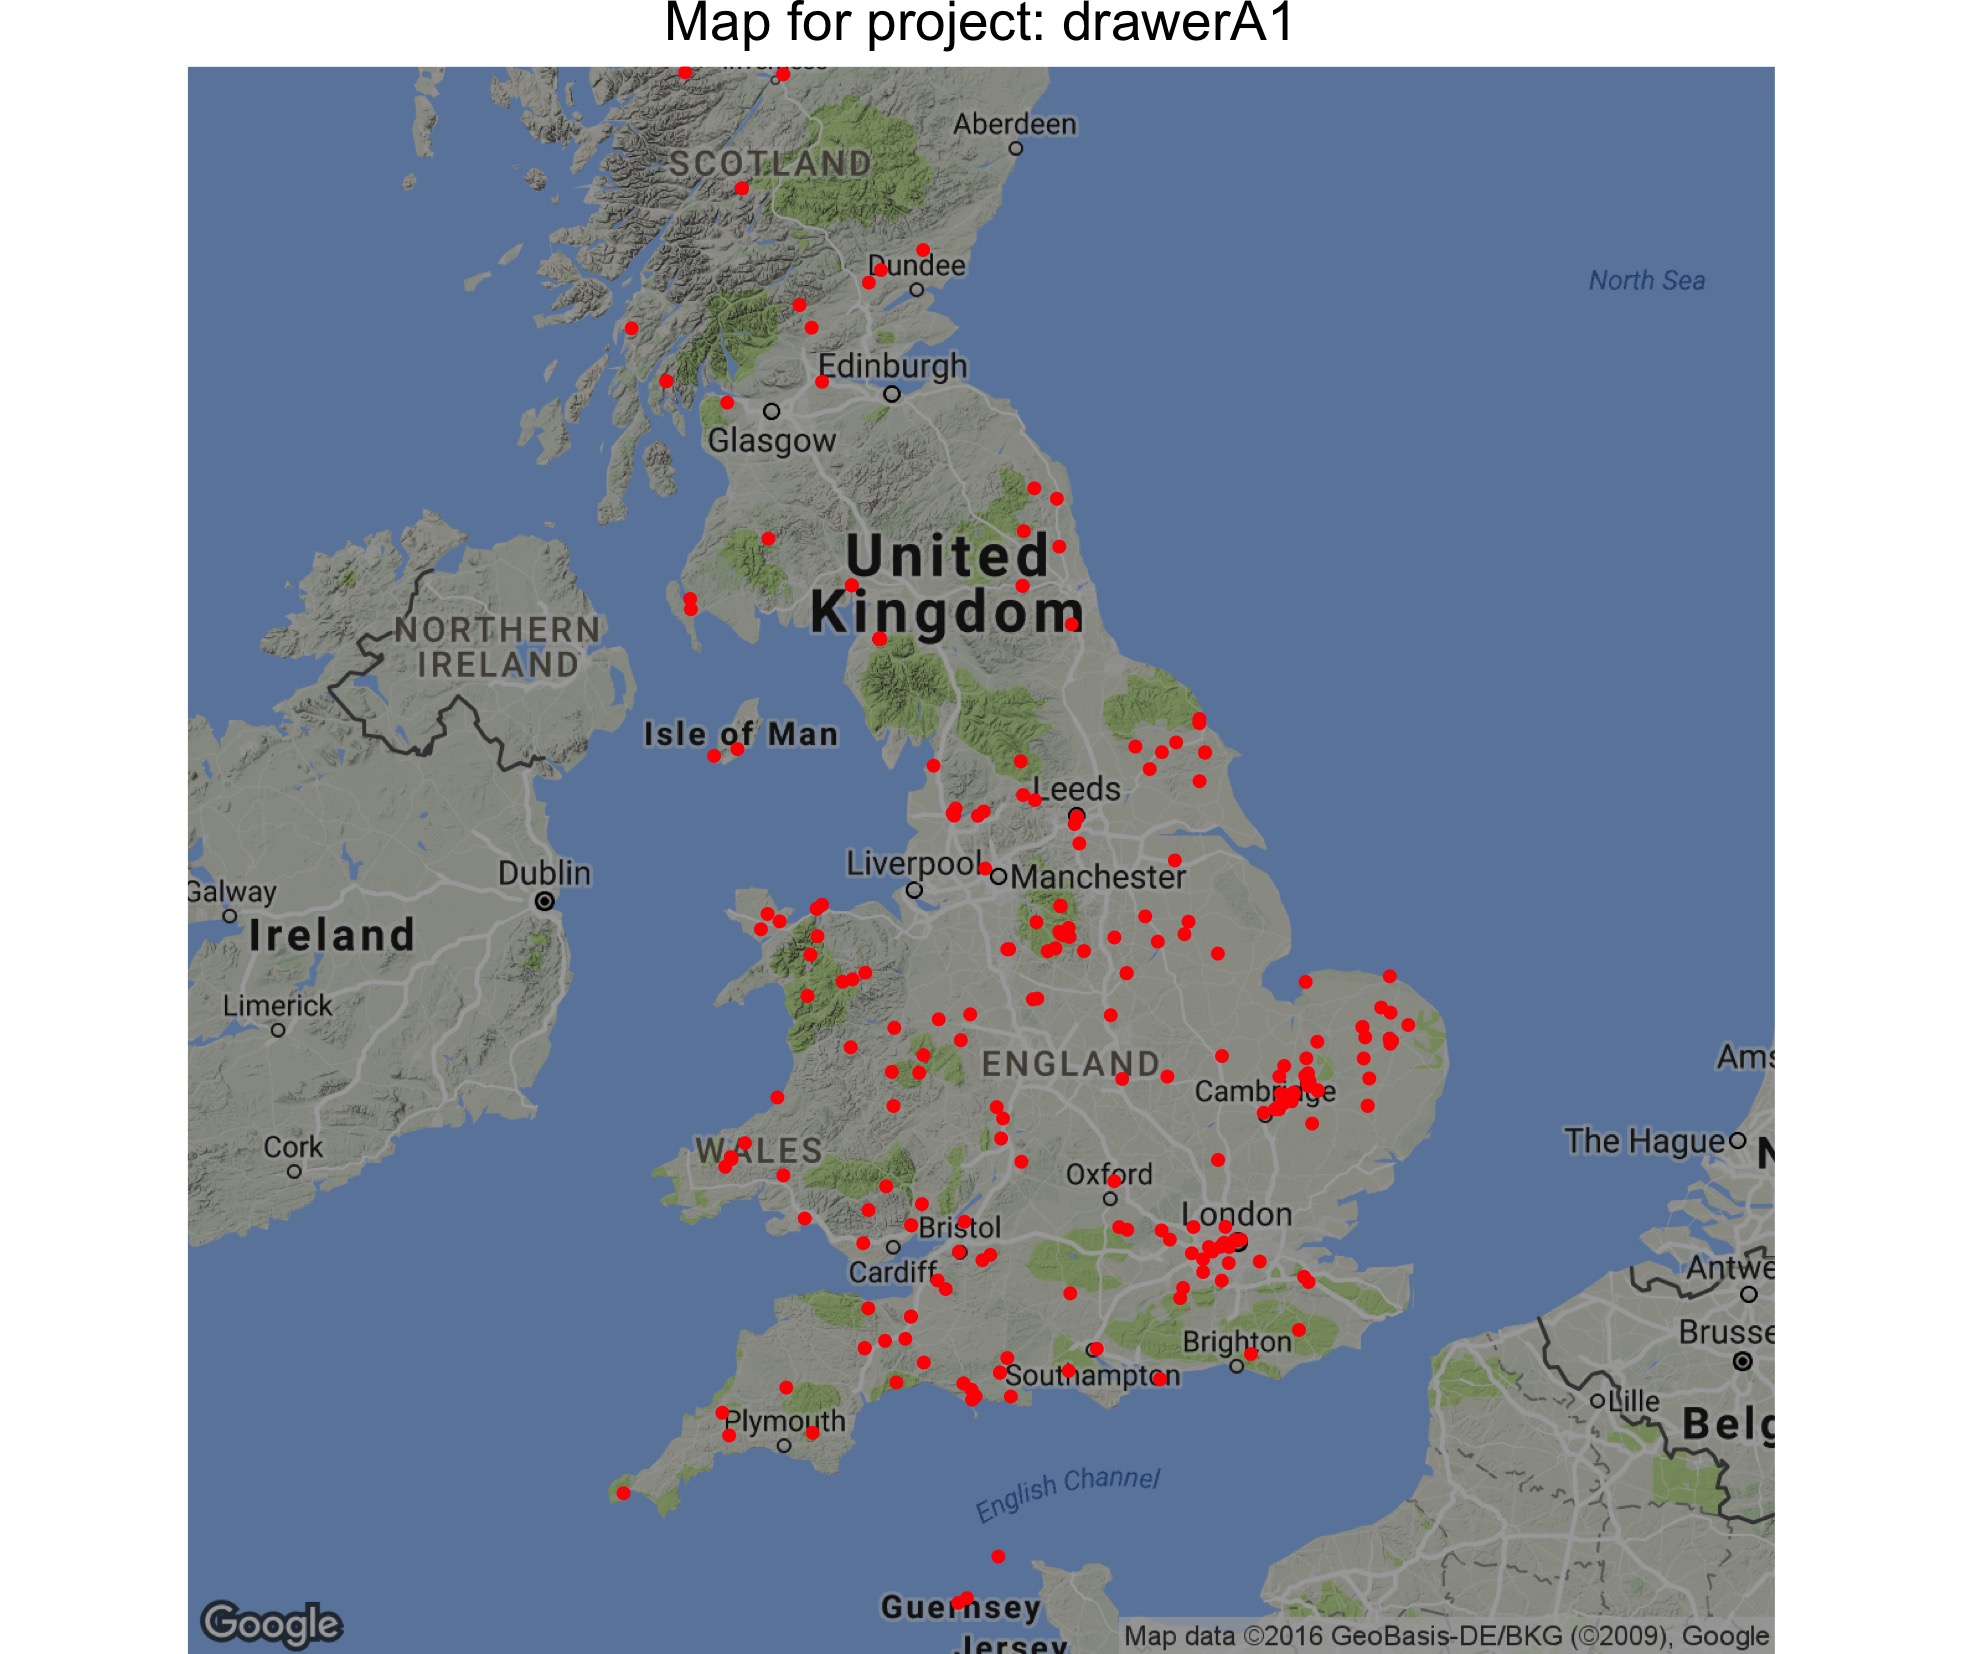 Map for project: drawerA1
Inverness
Aberdeen
SCOTLAND
North Sea
Dundee
Edinburgh
Glasgow
United
Kingdom
NORTHERN
IRELAND
Isle of Man
Leeds
Dublin
Liverpool
Manchester
Galway
Ireland
Limerick
ENGLAND
Ams
Cambridge
The Hague
N
Cork
WALES
Oxford
London
Bristol
Cardiff
Antwe
Brusse
Brighton
Southampton
Lille
Belg
Plymouth
English Channel
Guernsey
Jersey
Google
Map data ©2016 GeoBasis-DE/BKG (©2009), Google